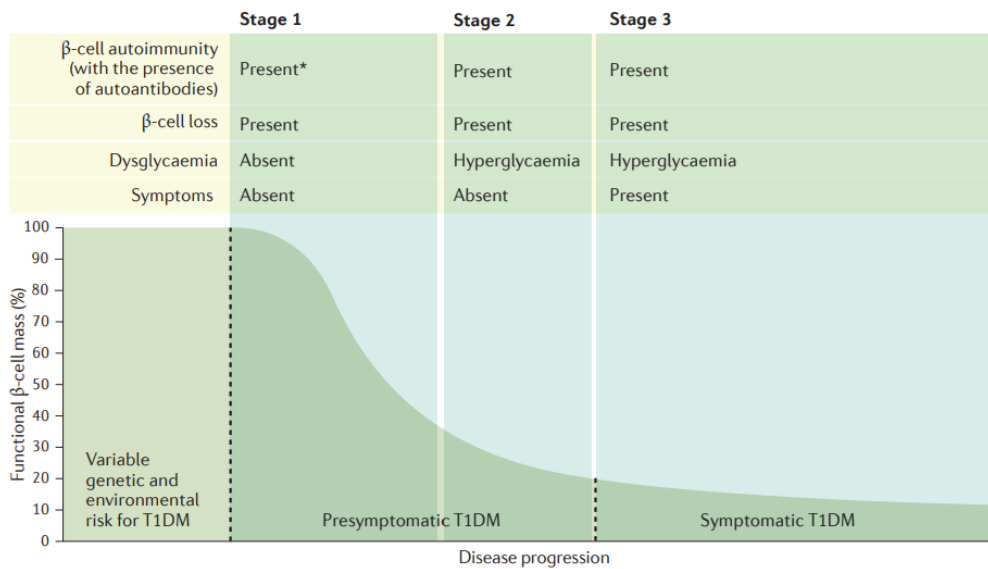 Stage 1 Stage 2 Stage 3
β-cell autoimmunity
(with the presence
of autoantibodies)
Present* Present Present
β-cell loss Present Present Present
Dysglycaemia Absent Hyperglycaemia Hyperglycaemia
Symptoms Absent Absent Present
Functional β-cell mass (%)
100
90
80
70
60
50
40
30
20
10
0
Variable
genetic and
environmental
risk for T1DM
Presymptomatic T1DM
Symptomatic T1DM
Disease progression